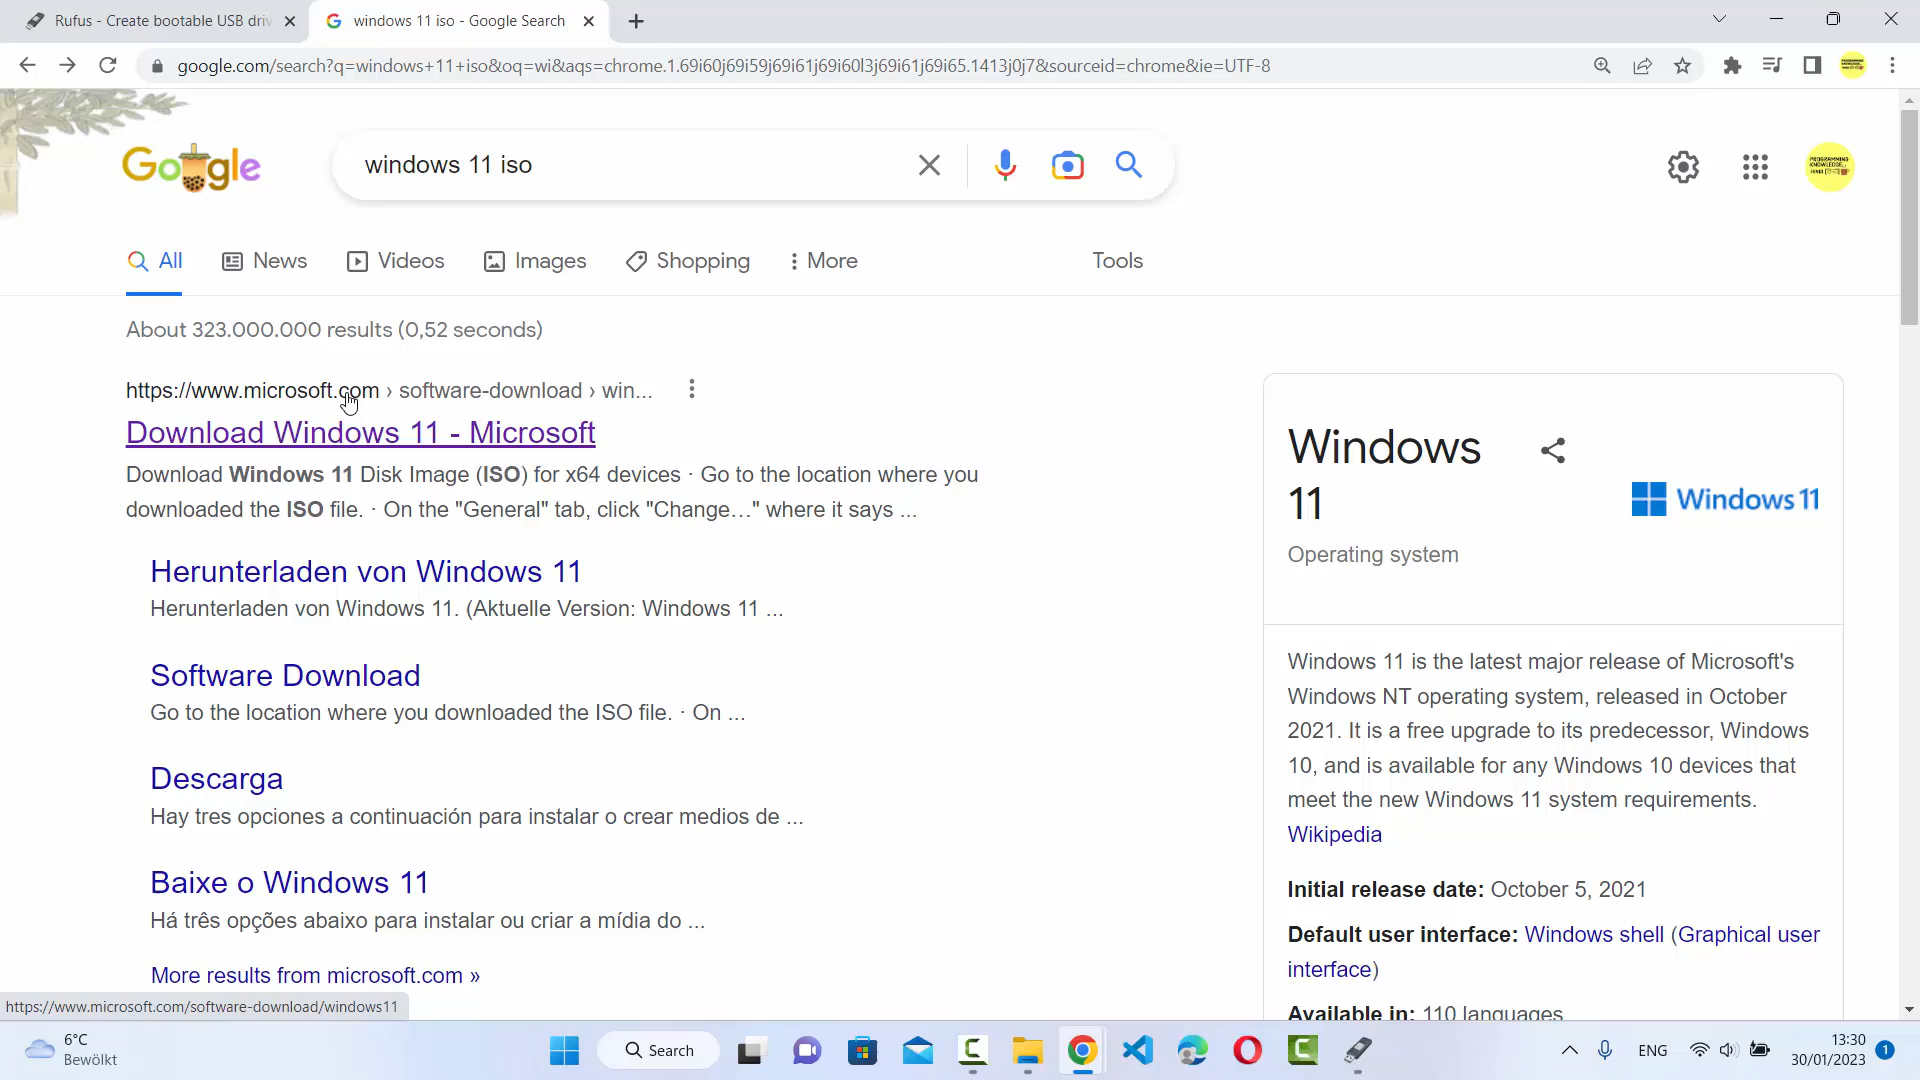 Rufus - Create bootable USB driv
windows 11 iso - Google Search
google.com/search?q=windows+11+iso&oq=wi&aqs=chrome.1.69i60j69i59j69i61j69i60l3j69i61j69i65.1413j0j7&sourceid=chrome&ie=UTF-8
Google
windows 11 iso
All
News
Videos
Images
Shopping
More
Tools
About 323.000.000 results (0,52 seconds)
https://www.microsoft.com › software-download › win...
Download Windows 11 - Microsoft
Download Windows 11 Disk Image (ISO) for x64 devices · Go to the location where you
downloaded the ISO file. · On the "General" tab, click "Change…" where it says ...
Herunterladen von Windows 11
Herunterladen von Windows 11. (Aktuelle Version: Windows 11 ...
Software Download
Go to the location where you downloaded the ISO file. · On ...
Descarga
Hay tres opciones a continuación para instalar o crear medios de ...
Baixe o Windows 11
Há três opções abaixo para instalar ou criar a mídia do ...
More results from microsoft.com »
https://www.microsoft.com/software-download/windows11
Windows
11
Windows 11
Operating system
Windows 11 is the latest major release of Microsoft's
Windows NT operating system, released in October
2021. It is a free upgrade to its predecessor, Windows
10, and is available for any Windows 10 devices that
meet the new Windows 11 system requirements.
Wikipedia
Initial release date: October 5, 2021
Default user interface: Windows shell (Graphical user
interface)
Available in: 110 languages
PROGRAMMING
KNOWLEDGE
6°C
Bewölkt
Search
ENG
13:30
30/01/2023
1